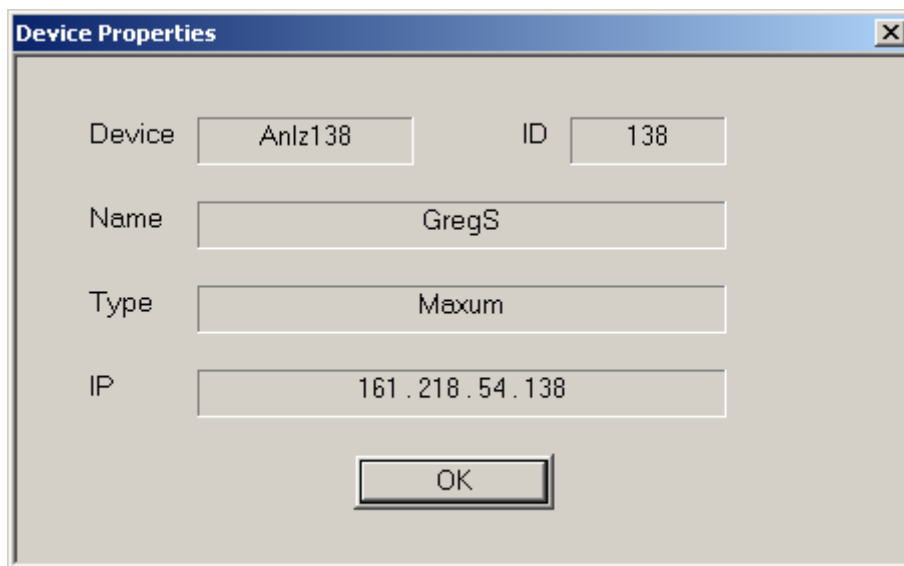 Device Properties
Device Anlz138 ID 138
Name GregS
Type Maxum
IP 161 . 218 . 54 . 138
OK